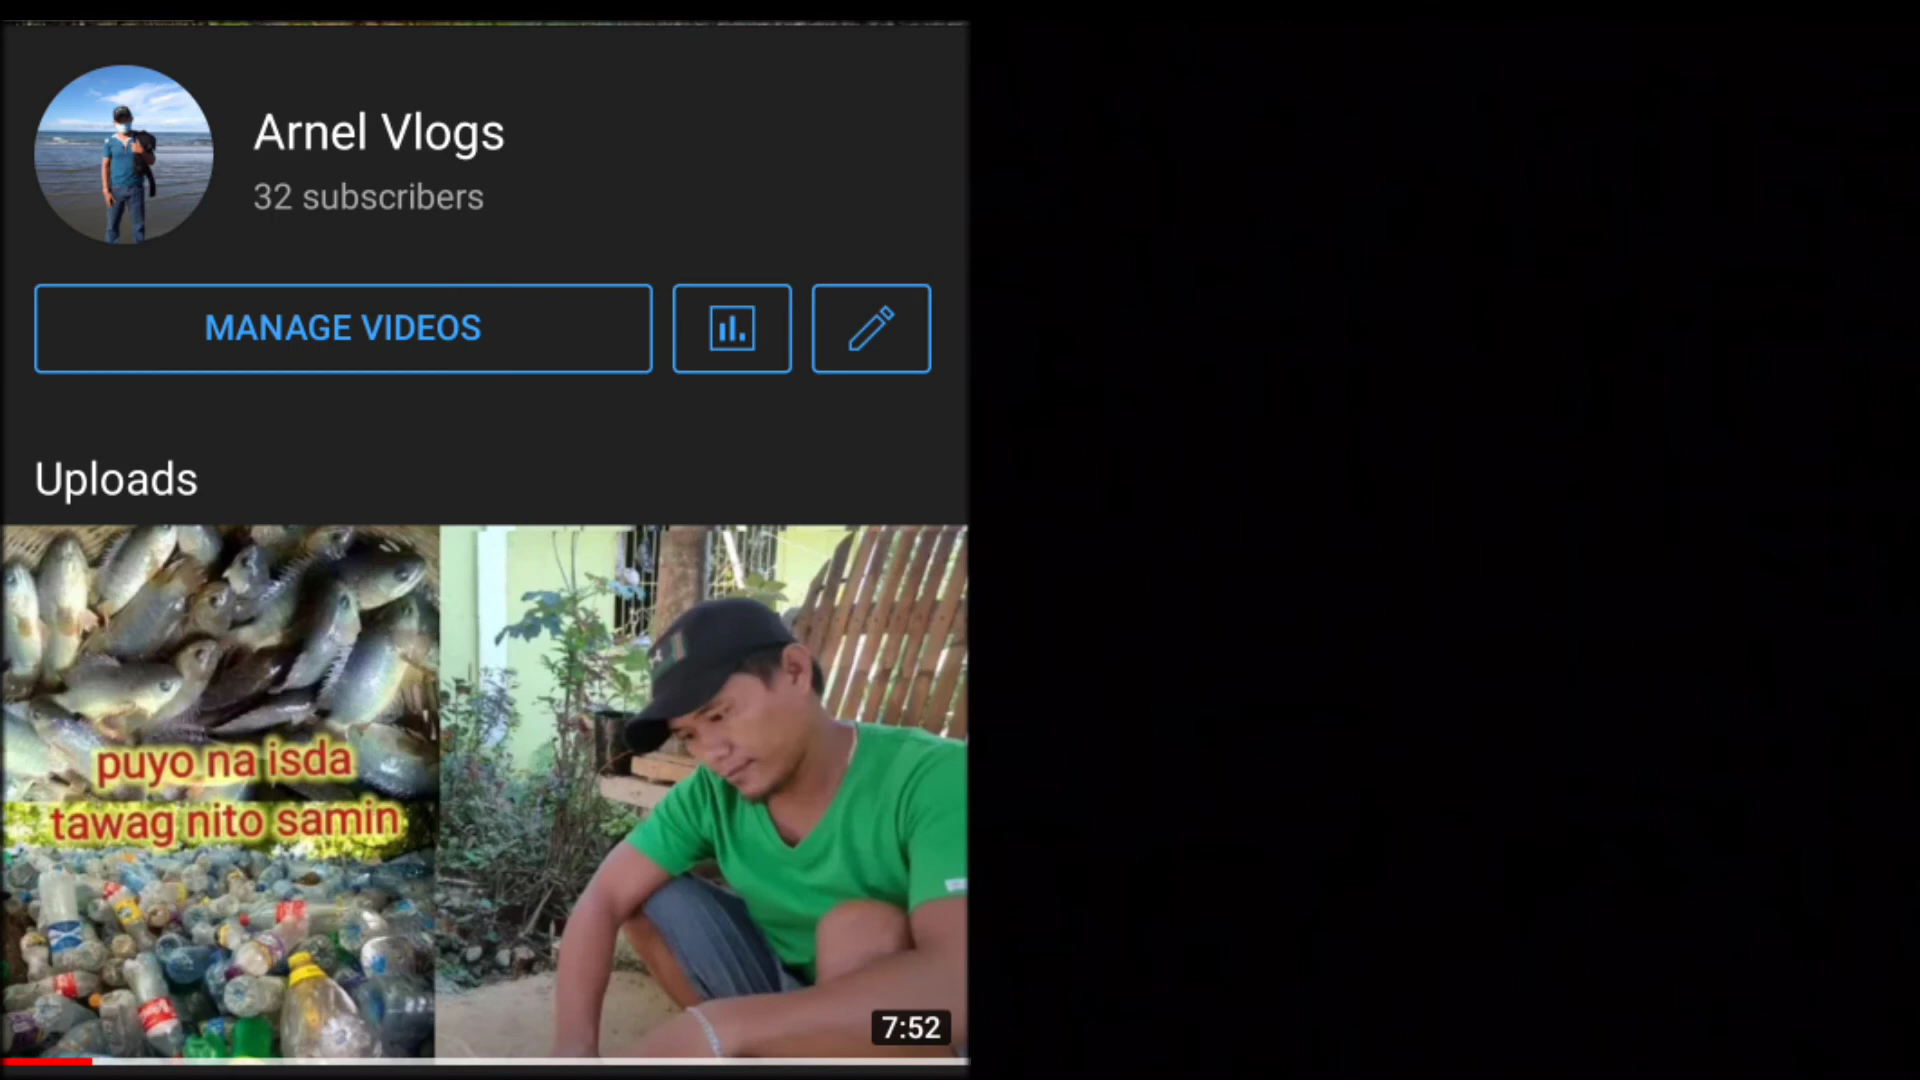 Arnel Vlogs
32 subscribers
MANAGE VIDEOS
Uploads
puyo na isda
tawag nito samin
7:52